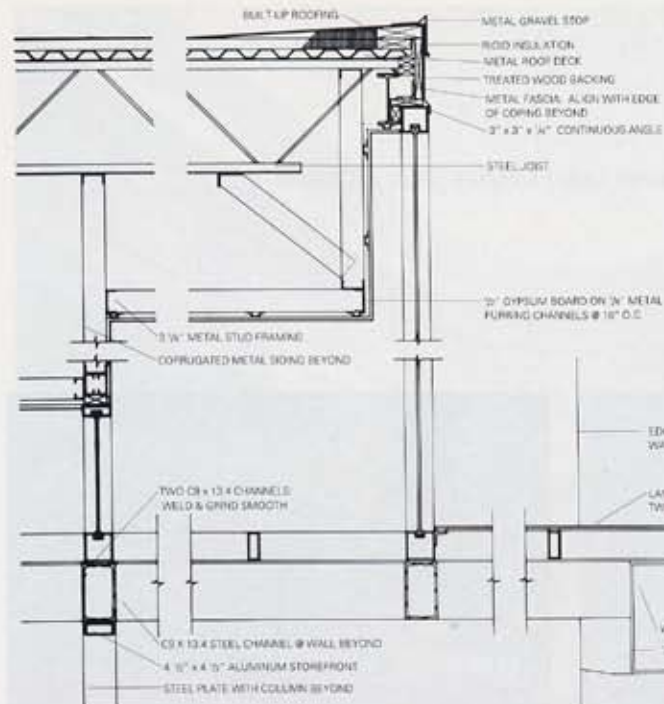 BUILT-UP ROOFING
METAL GRAVEL STOP
RIGID INSULATION
METAL ROOF DECK
TREATED WOOD BACKING
METAL FASCIA: ALIGN WITH EDGE
OF COPING BEYOND
3" x 3" x ¼" CONTINUOUS ANGLE
STEEL JOIST
½" GYPSUM BOARD ON ⅞" METAL
FURRING CHANNELS @ 16" O.C.
3 ⅝" METAL STUD FRAMING
CORRUGATED METAL SIDING BEYOND
TWO C9 x 13.4 CHANNELS:
WELD & GRIND SMOOTH
C9 X 13.4 STEEL CHANNEL @ WALL BEYOND
4 ½" x 4 ½" ALUMINUM STOREFRONT
STEEL PLATE WITH COLUMN BEYOND